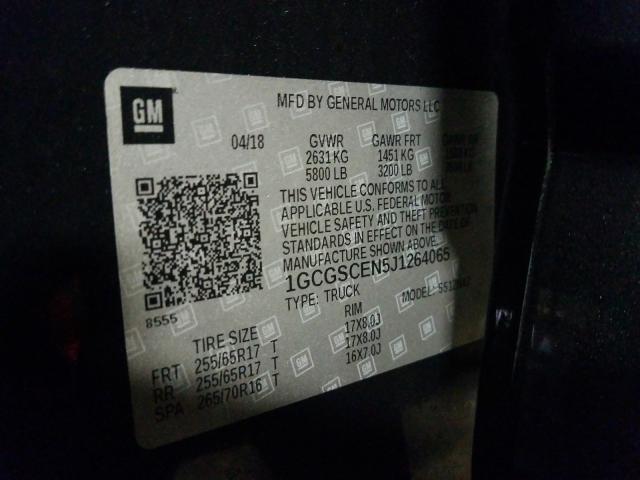 GM
MFD BY GENERAL MOTORS LLC
04/18 GVWR GAWR FRT GAWR RR
2631 KG 1451 KG
5800 LB 3200 LB
THIS VEHICLE CONFORMS TO ALL
APPLICABLE U.S. FEDERAL MOTOR
VEHICLE SAFETY AND THEFT PREVENTION
STANDARDS IN EFFECT ON THE DATE OF
MANUFACTURE SHOWN ABOVE.
1GCGSCEN5J1264065
TYPE: TRUCK MODEL:
8555
TIRE SIZE RIM
FRT 255/65R17 T 17X8.0J
RR 255/65R17 T 17X8.0J
SPA 265/70R16 T 16X7.0J